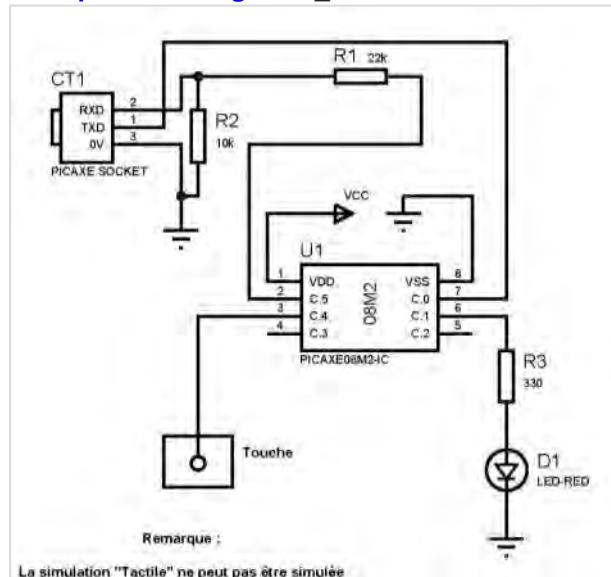 R1 22k
CT1
RXD 2
TXD 1
0V 3
PICAXE SOCKET
R2
10k
VCC
U1
1 VDD VSS 8
2 C.5 C.0 7
3 C.4 C.1 6
4 C.3 C.2 5
08M2
PICAXE08M2-IC
R3
330
Touche
D1
LED-RED
Remarque :
La simulation "Tactile" ne peut pas être simulée